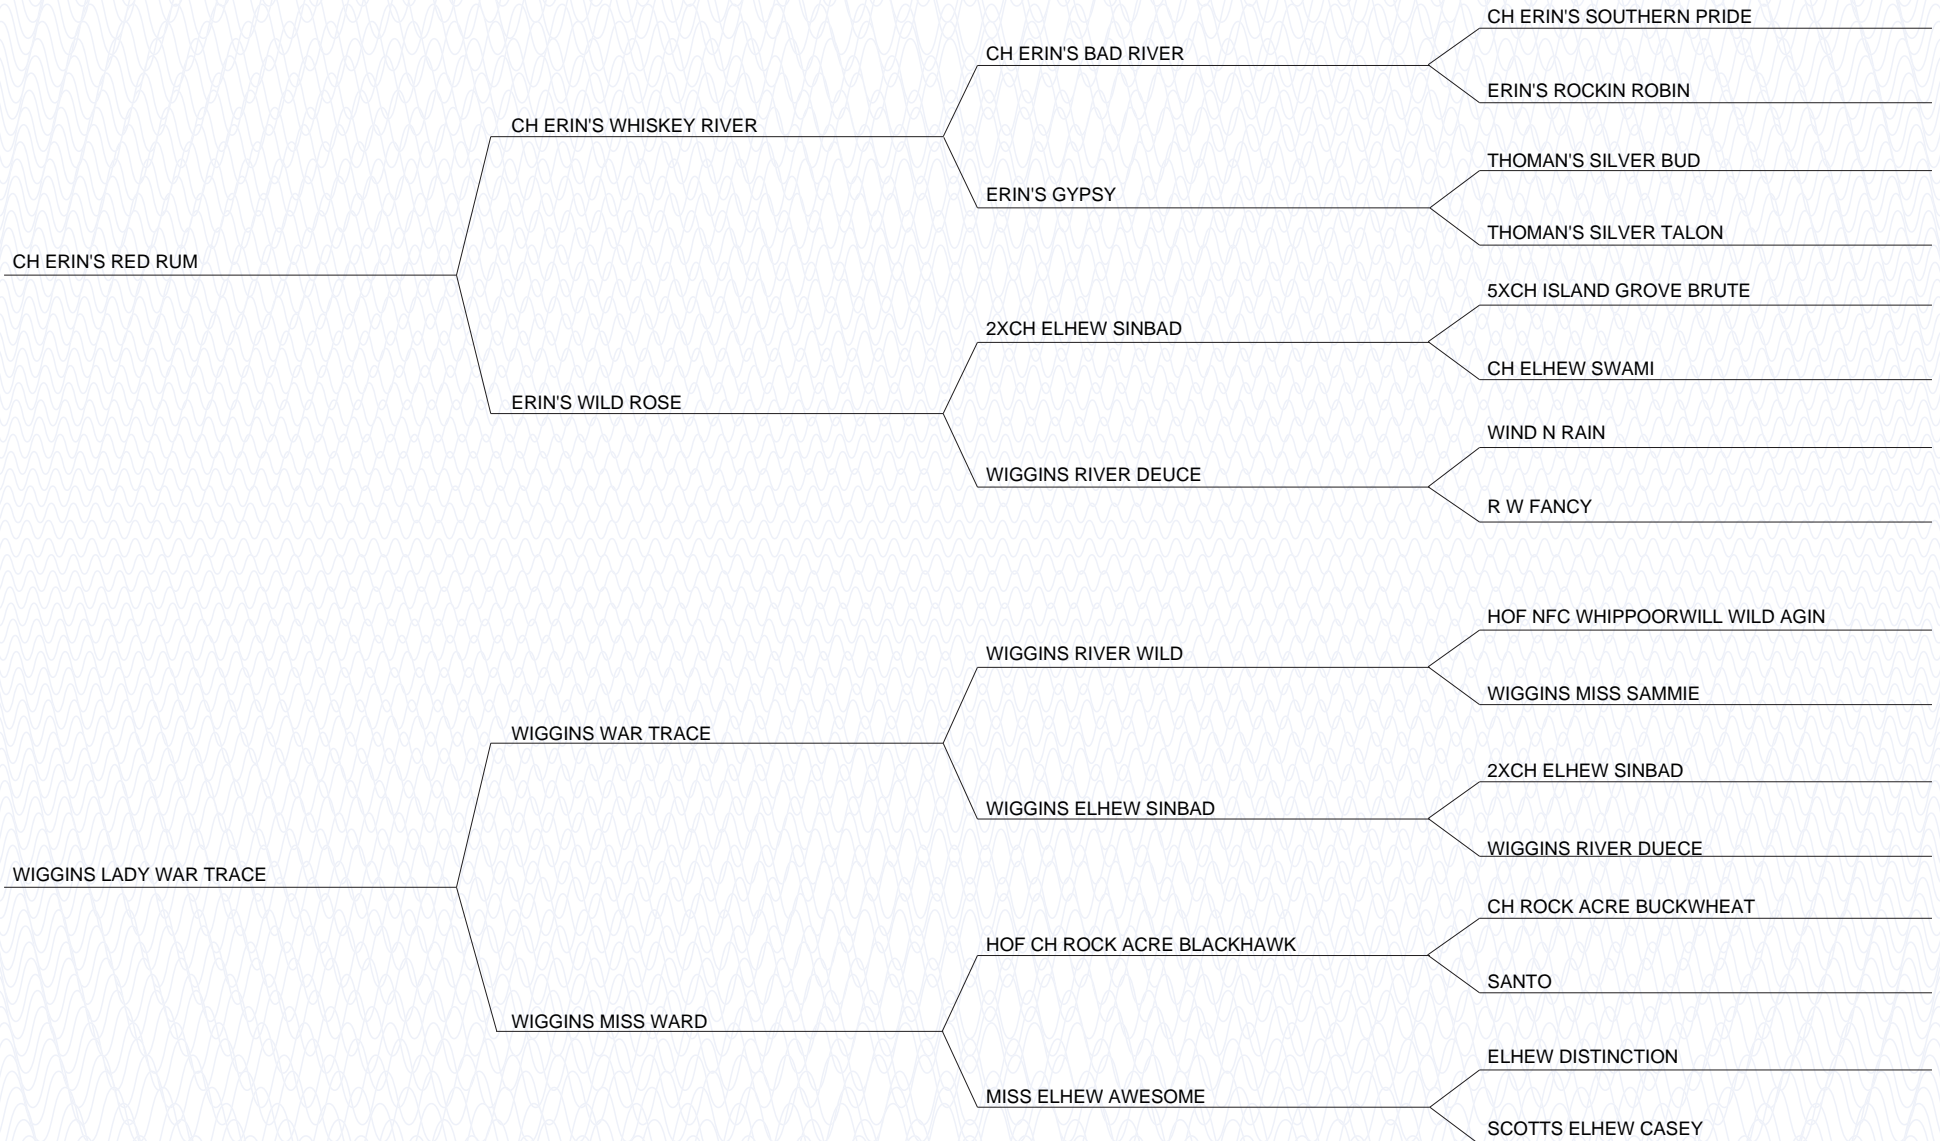 CH ERIN'S SOUTHERN PRIDE
CH ERIN'S BAD RIVER
ERIN'S ROCKIN ROBIN
CH ERIN'S WHISKEY RIVER
THOMAN'S SILVER BUD
ERIN'S GYPSY
THOMAN'S SILVER TALON
CH ERIN'S RED RUM
5XCH ISLAND GROVE BRUTE
2XCH ELHEW SINBAD
CH ELHEW SWAMI
ERIN'S WILD ROSE
WIND N RAIN
WIGGINS RIVER DEUCE
R W FANCY
HOF NFC WHIPPOORWILL WILD AGIN
WIGGINS RIVER WILD
WIGGINS MISS SAMMIE
WIGGINS WAR TRACE
2XCH ELHEW SINBAD
WIGGINS ELHEW SINBAD
WIGGINS RIVER DUECE
WIGGINS LADY WAR TRACE
CH ROCK ACRE BUCKWHEAT
HOF CH ROCK ACRE BLACKHAWK
SANTO
WIGGINS MISS WARD
ELHEW DISTINCTION
MISS ELHEW AWESOME
SCOTTS ELHEW CASEY